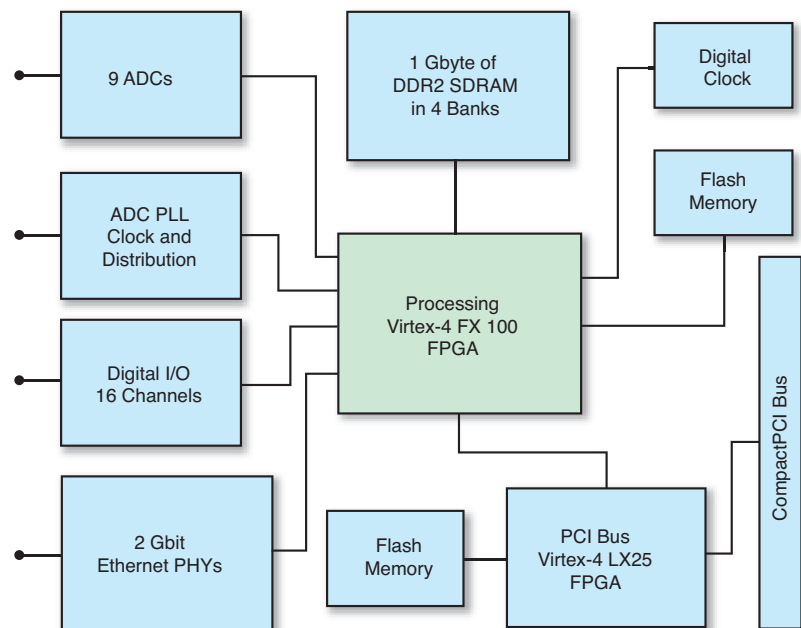 9 ADCs
1 Gbyte of
DDR2 SDRAM
in 4 Banks
Digital
Clock
ADC PLL
Clock and
Distribution
Flash
Memory
Processing
Virtex-4 FX 100
FPGA
Digital I/O
16 Channels
CompactPCI Bus
2 Gbit
Ethernet PHYs
Flash
Memory
PCI Bus
Virtex-4 LX25
FPGA